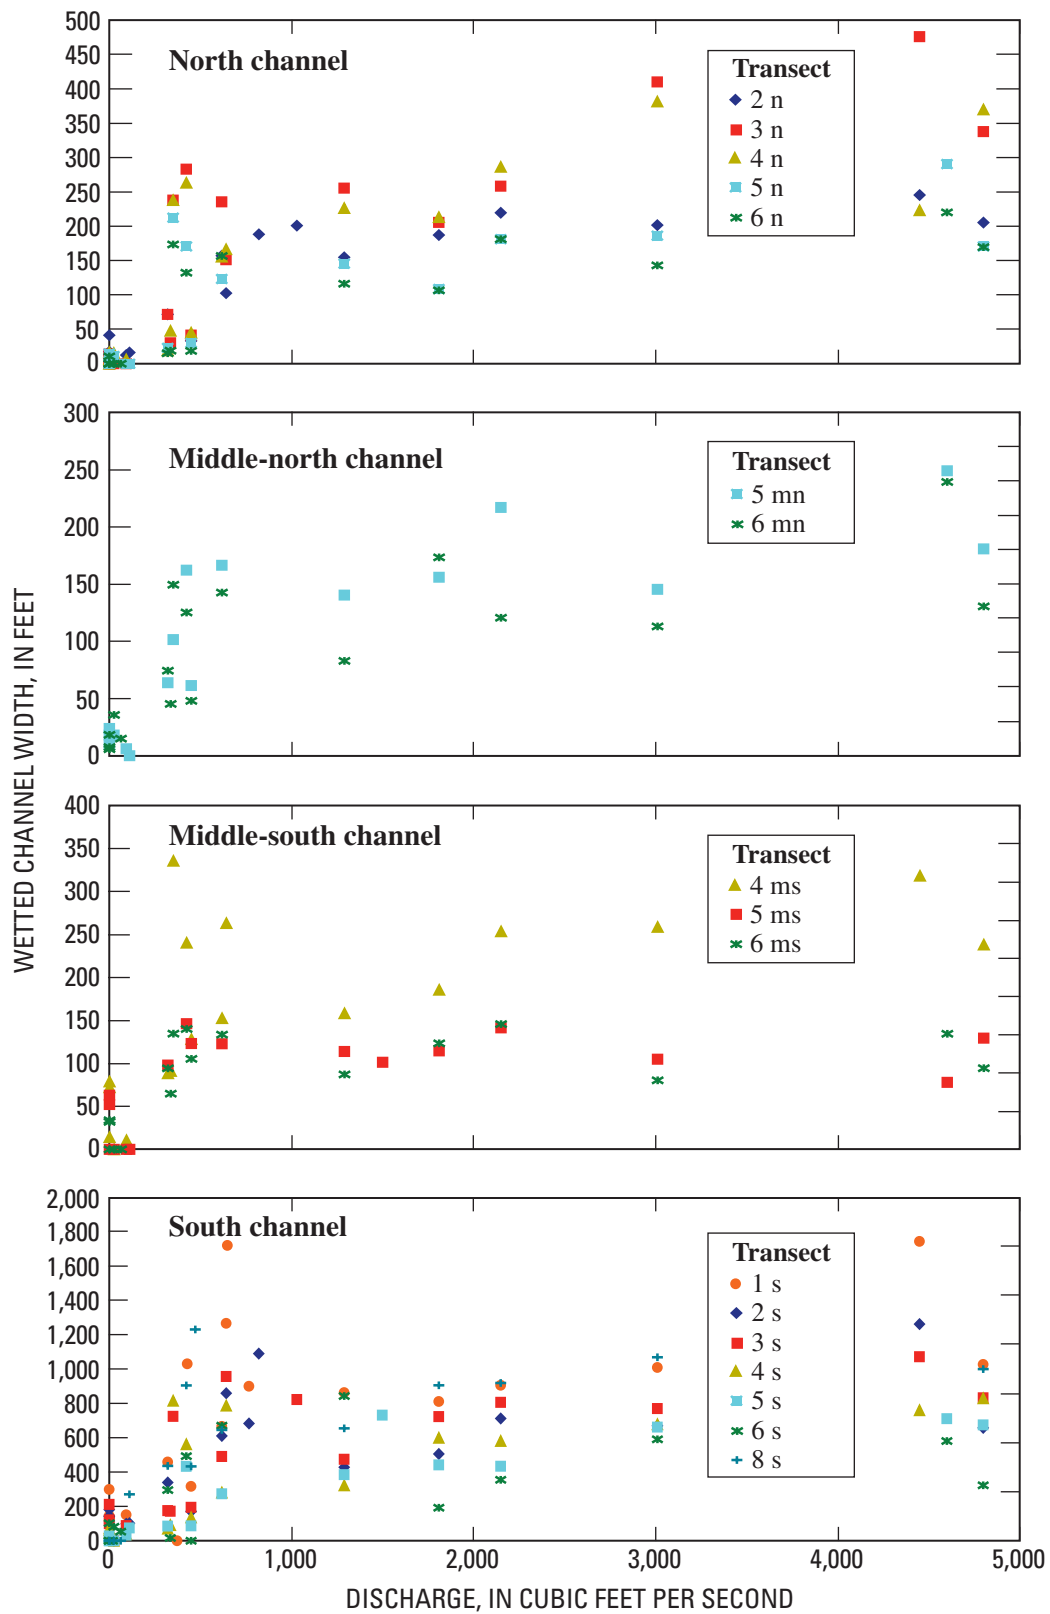 WETTED CHANNEL WIDTH, IN FEET
500
450
400
350
300
250
200
150
100
50
0
North channel
Transect
2 n
3 n
4 n
5 n
6 n
300
250
200
150
100
50
0
Middle-north channel
Transect
5 mn
6 mn
400
350
300
250
200
150
100
50
0
Middle-south channel
Transect
4 ms
5 ms
6 ms
2,000
1,800
1,600
1,400
1,200
1,000
800
600
400
200
0
South channel
Transect
1 s
2 s
3 s
4 s
5 s
6 s
8 s
0 1,000 2,000 3,000 4,000 5,000
DISCHARGE, IN CUBIC FEET PER SECOND